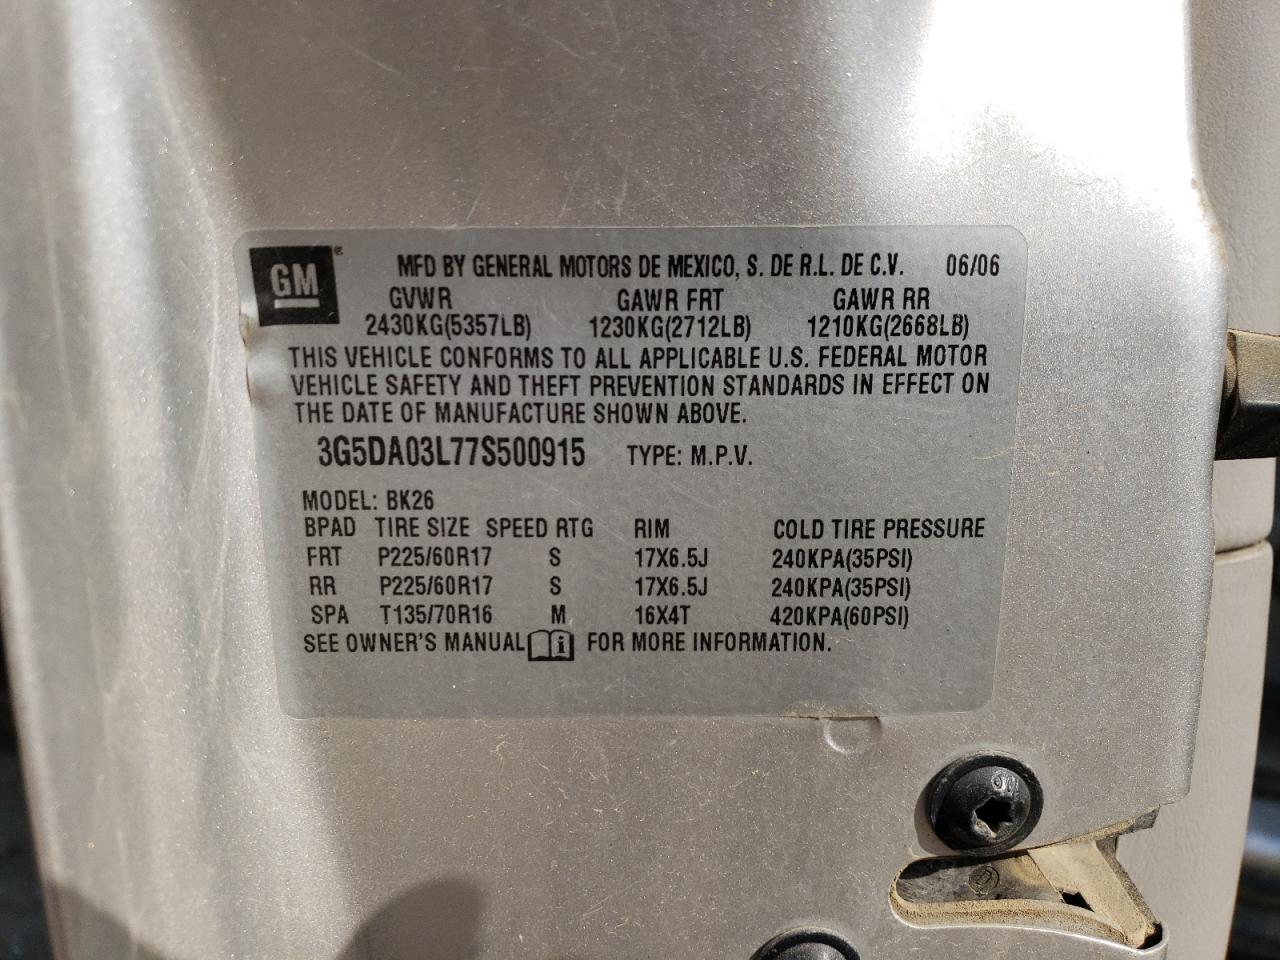 GM ®
MFD BY GENERAL MOTORS DE MEXICO, S. DE R.L. DE C.V. 06/06
GVWR GAWR FRT GAWR RR
2430KG(5357LB) 1230KG(2712LB) 1210KG(2668LB)
THIS VEHICLE CONFORMS TO ALL APPLICABLE U.S. FEDERAL MOTOR
VEHICLE SAFETY AND THEFT PREVENTION STANDARDS IN EFFECT ON
THE DATE OF MANUFACTURE SHOWN ABOVE.
3G5DA03L77S500915 TYPE: M.P.V.
MODEL: BK26
BPAD TIRE SIZE SPEED RTG RIM COLD TIRE PRESSURE
FRT P225/60R17 S 17X6.5J 240KPA(35PSI)
RR P225/60R17 S 17X6.5J 240KPA(35PSI)
SPA T135/70R16 M 16X4T 420KPA(60PSI)
SEE OWNER'S MANUAL i FOR MORE INFORMATION.